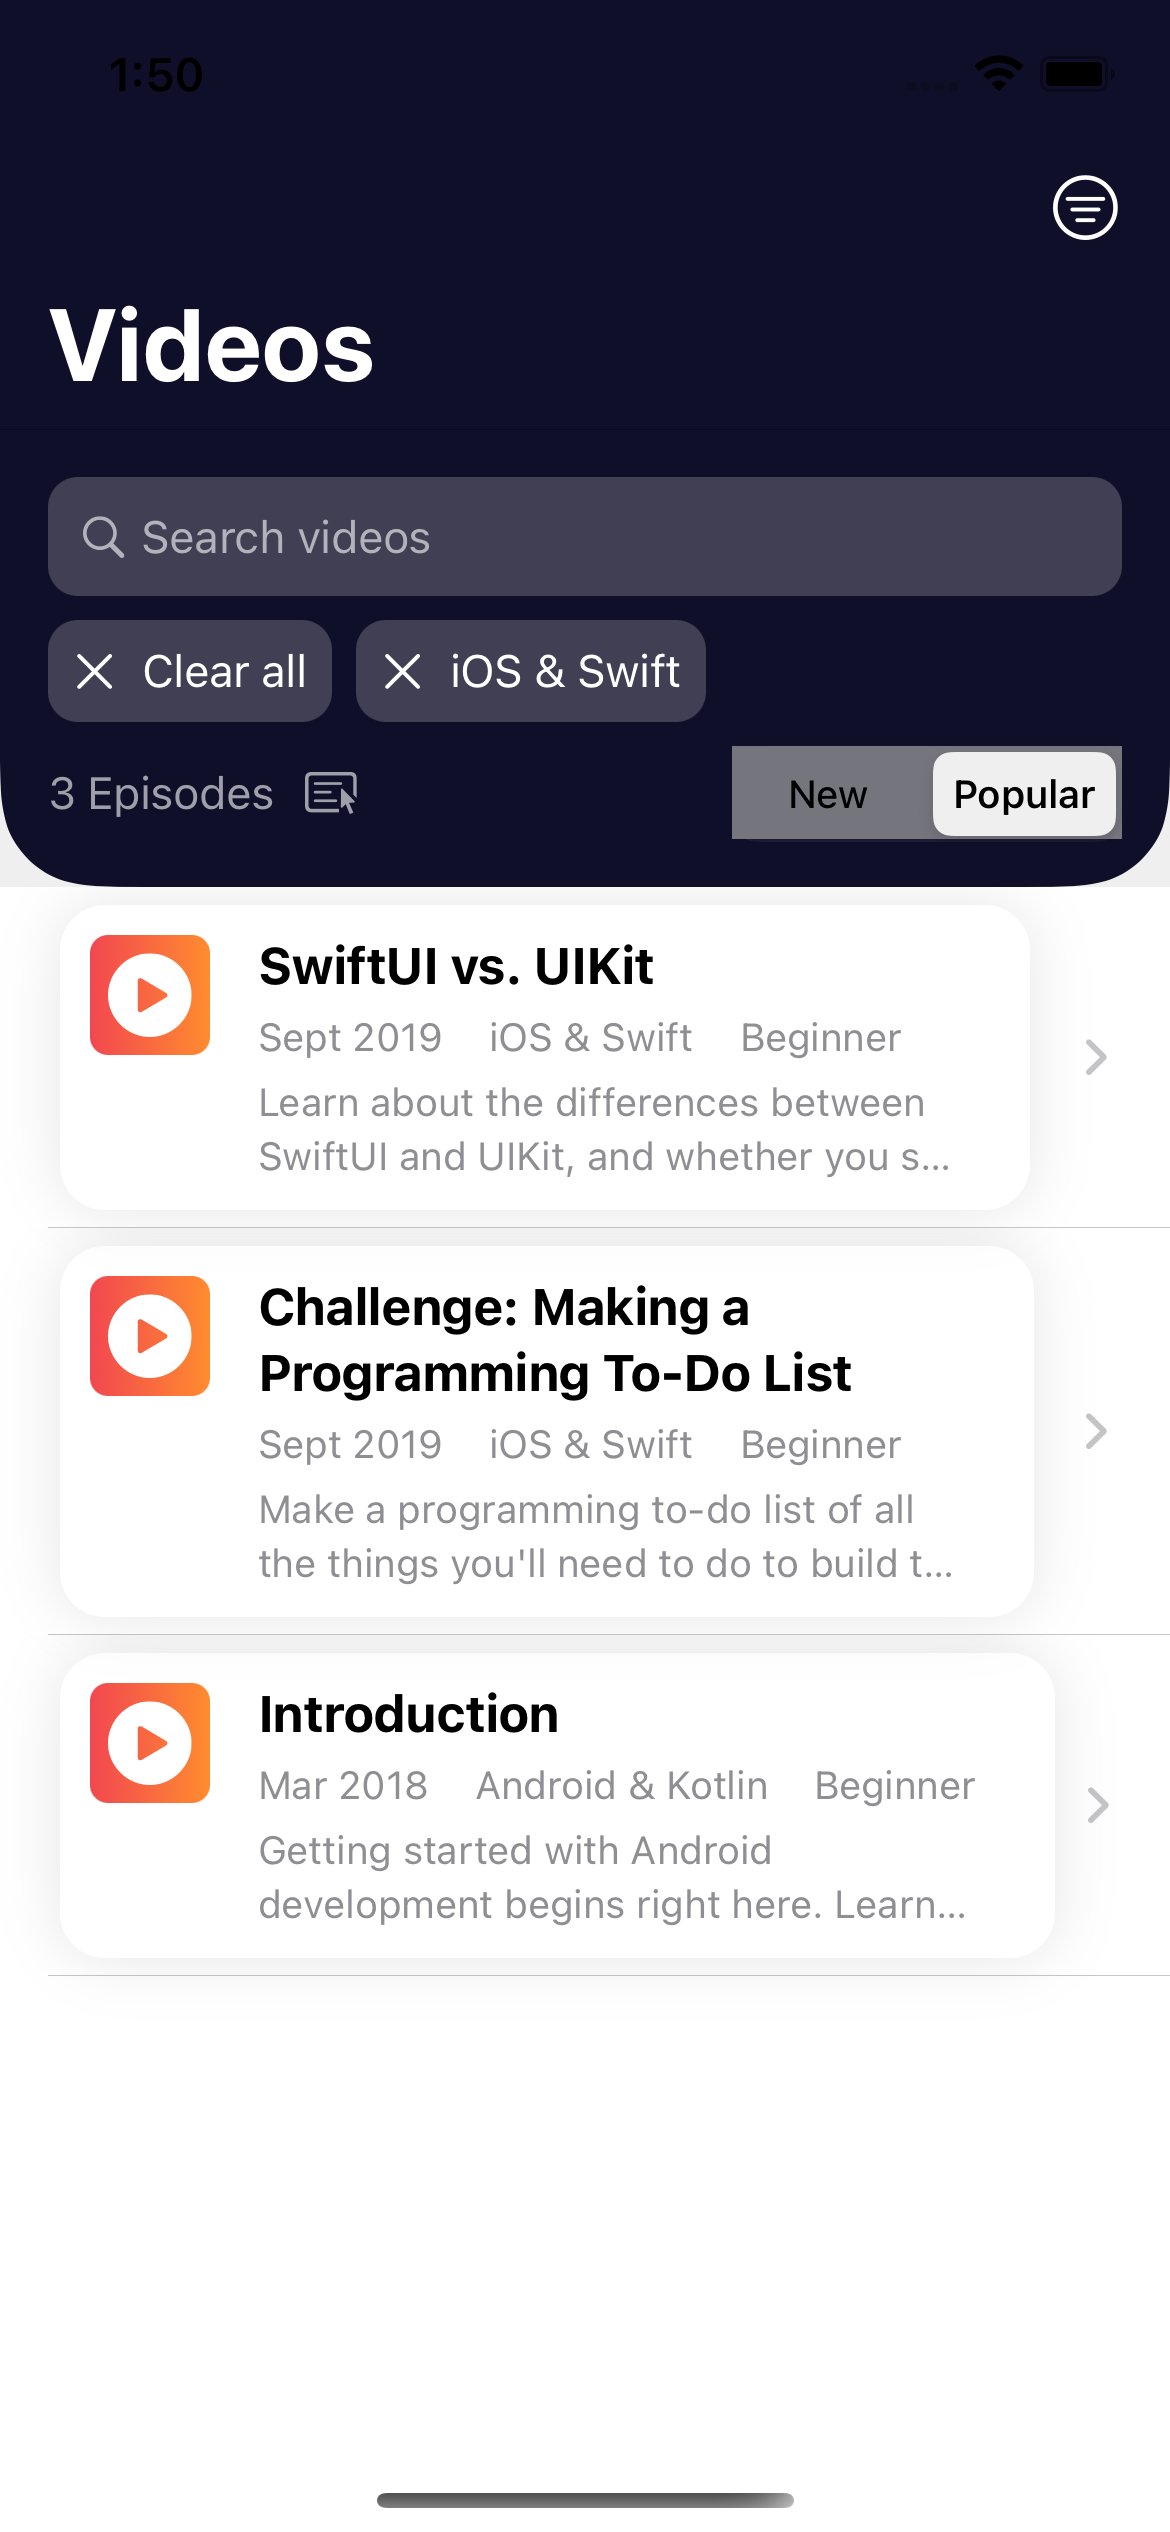 1:50
Videos
Search videos
Clear all
iOS & Swift
3 Episodes
New
Popular
SwiftUI vs. UIKit
Sept 2019 iOS & Swift Beginner
Learn about the differences between
SwiftUI and UIKit, and whether you s...
Challenge: Making a
Programming To-Do List
Sept 2019 iOS & Swift Beginner
Make a programming to-do list of all
the things you'll need to do to build t...
Introduction
Mar 2018 Android & Kotlin Beginner
Getting started with Android
development begins right here. Learn...